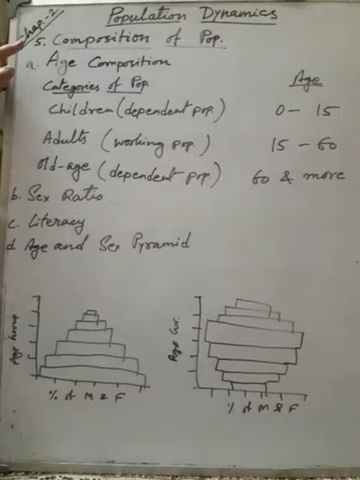 Chap-2
Population Dynamics
5. Composition of Pop.
a. Age Composition
Categories of Pop Age
Children (dependent pop.) 0 - 15
Adults (working pop.) 15 - 60
Old-age (dependent pop.) 60 & more
b. Sex Ratio
c. Literacy
d. Age and Sex Pyramid
Age Group
% of M & F
Age
% of M & F